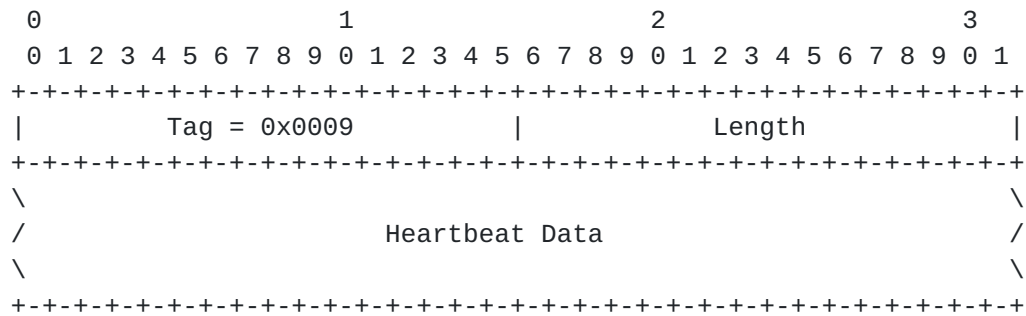 0                   1                   2                   3
 0 1 2 3 4 5 6 7 8 9 0 1 2 3 4 5 6 7 8 9 0 1 2 3 4 5 6 7 8 9 0 1
+-+-+-+-+-+-+-+-+-+-+-+-+-+-+-+-+-+-+-+-+-+-+-+-+-+-+-+-+-+-+-+-+
|         Tag = 0x0009          |            Length             |
+-+-+-+-+-+-+-+-+-+-+-+-+-+-+-+-+-+-+-+-+-+-+-+-+-+-+-+-+-+-+-+-+
\                                                               \
/                       Heartbeat Data                          /
\                                                               \
+-+-+-+-+-+-+-+-+-+-+-+-+-+-+-+-+-+-+-+-+-+-+-+-+-+-+-+-+-+-+-+-+